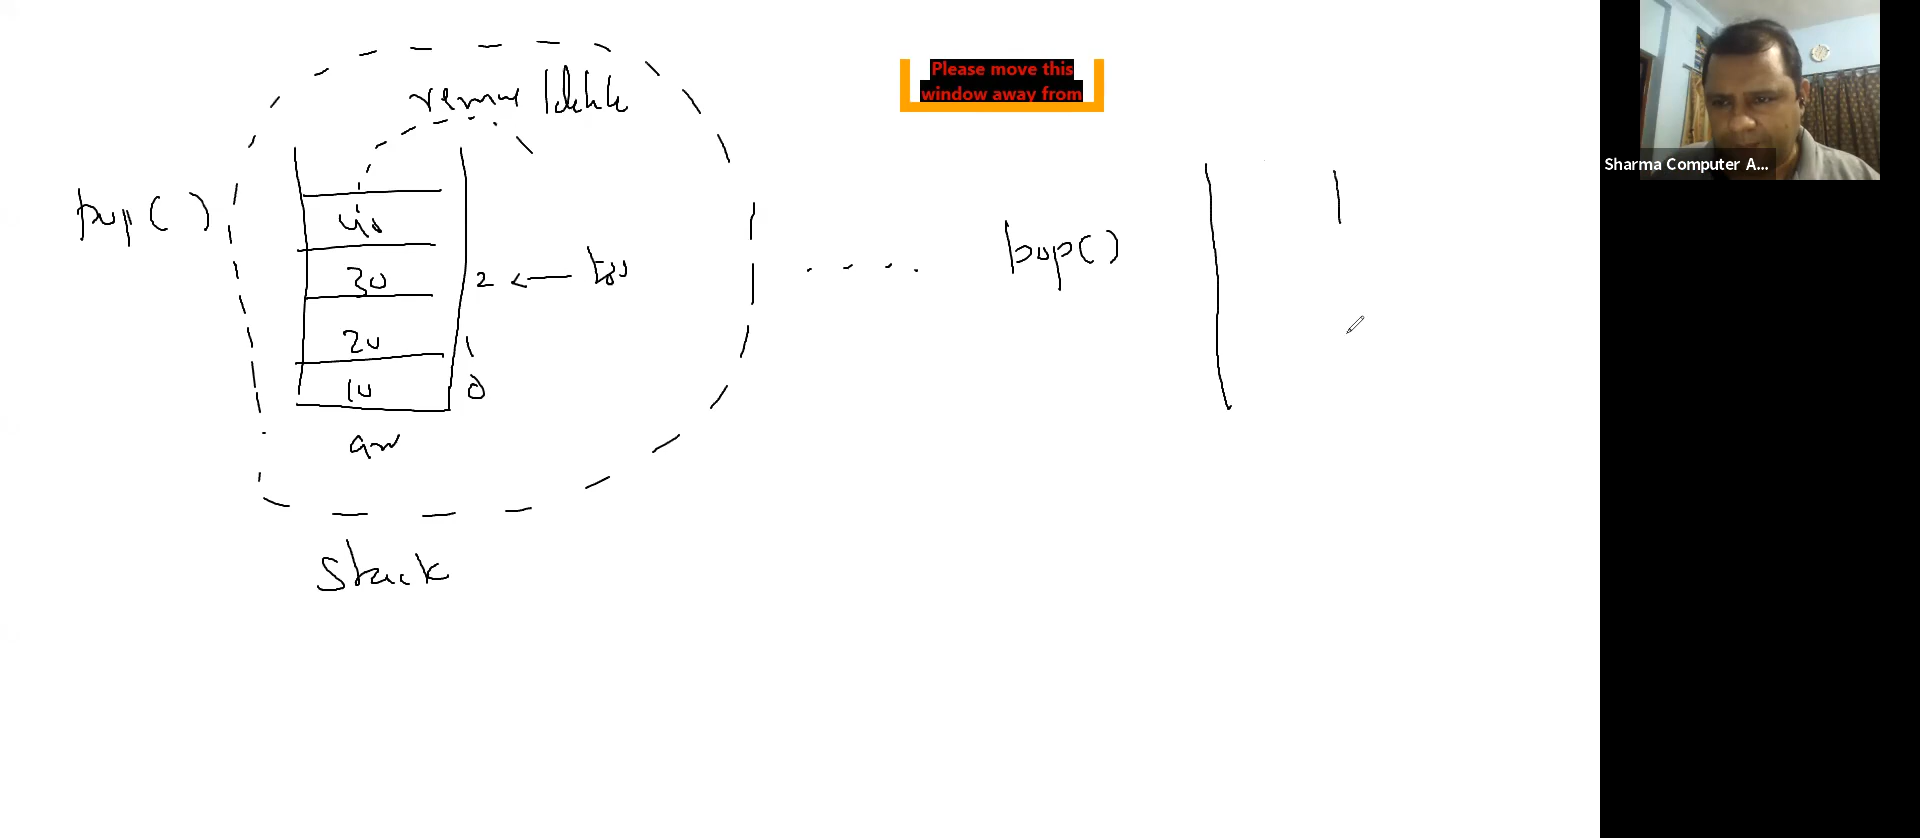 Please move this
window away from
Sharma Computer A...
remove / delete
pop()
40
30
2 ← tos
20
1
10
0
arr
stack
. . . .
pop()